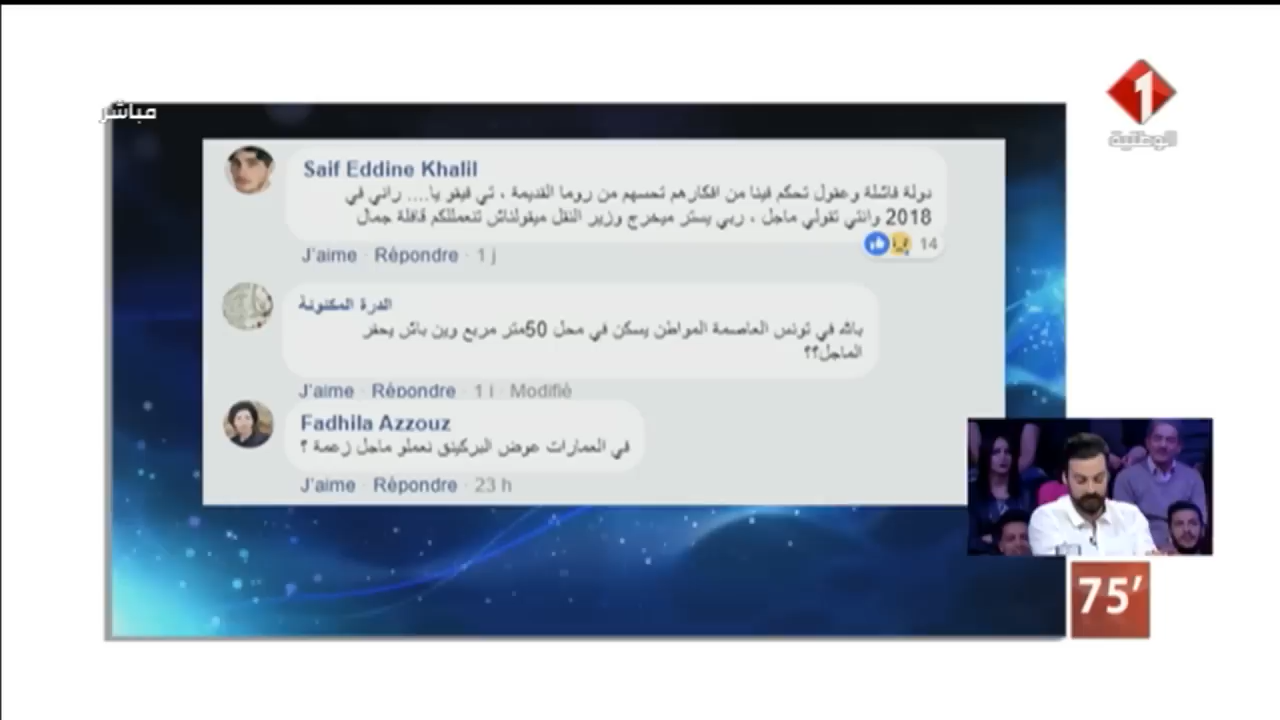 مباشر
1
الوطنية
Saif Eddine Khalil
دولة فاشلة وعقول تحكم فينا من افكارهم تحسهم من روما القديمة ، تي فيقو يا.... راني في
2018 وانتي تقولي ماجل ، ربي يستر ميخرج وزير النقل ميقولناش تنعمللكم قافلة جمال
14
J'aime · Répondre · 1 j
الدرة المكنونة
بالله في تونس العاصمة المواطن يسكن في محل 50متر مربع وين باش يحفر
الماجل؟؟
J'aime · Répondre · 1 j · Modifié
Fadhila Azzouz
في العمارات عوض البركينق نعملو ماجل زعمة ؟
J'aime · Répondre · 23 h
75’